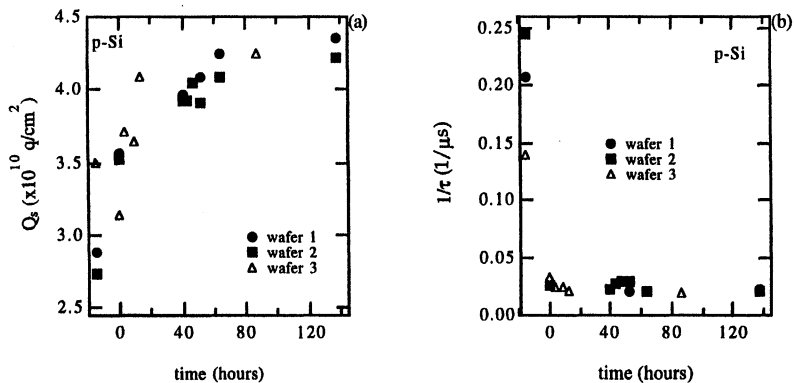 (a)
p-Si
4.5
4.0
3.5
3.0
2.5
Qs (x10^10 q/cm^2)
wafer 1
wafer 2
wafer 3
0 40 80 120
time (hours)
(b)
p-Si
0.25
0.20
0.15
0.10
0.05
0.00
1/τ (1/μs)
wafer 1
wafer 2
wafer 3
0 40 80 120
time (hours)